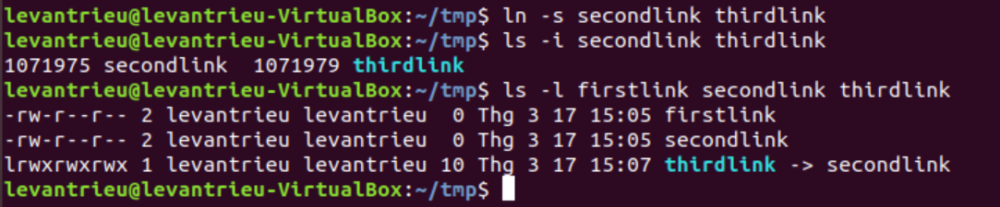 levantrieu@levantrieu-VirtualBox:~/tmp$ ln -s secondlink thirdlink
levantrieu@levantrieu-VirtualBox:~/tmp$ ls -i secondlink thirdlink
1071975 secondlink  1071979 thirdlink
levantrieu@levantrieu-VirtualBox:~/tmp$ ls -l firstlink secondlink thirdlink
-rw-r--r-- 2 levantrieu levantrieu  0 Thg 3 17 15:05 firstlink
-rw-r--r-- 2 levantrieu levantrieu  0 Thg 3 17 15:05 secondlink
lrwxrwxrwx 1 levantrieu levantrieu 10 Thg 3 17 15:07 thirdlink -> secondlink
levantrieu@levantrieu-VirtualBox:~/tmp$